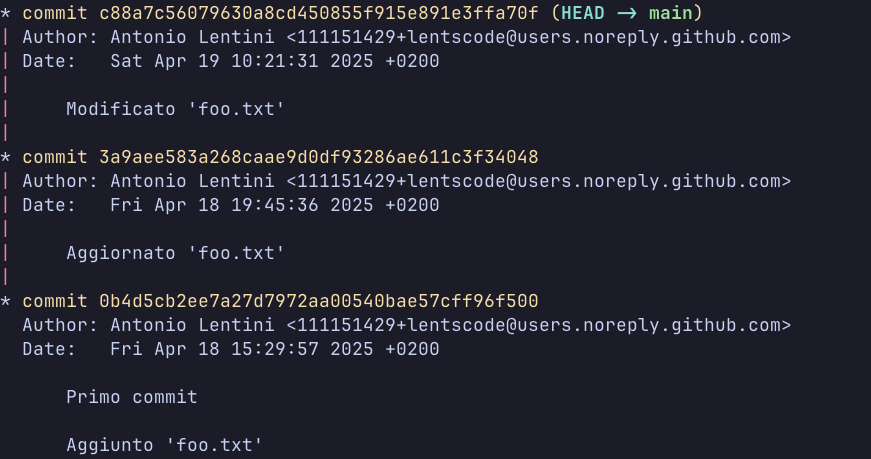 * commit c88a7c56079630a8cd450855f915e891e3ffa70f (HEAD -> main)
| Author: Antonio Lentini <111151429+lentscode@users.noreply.github.com>
| Date:   Sat Apr 19 10:21:31 2025 +0200
|
|     Modificato 'foo.txt'
|
* commit 3a9aee583a268caae9d0df93286ae611c3f34048
| Author: Antonio Lentini <111151429+lentscode@users.noreply.github.com>
| Date:   Fri Apr 18 19:45:36 2025 +0200
|
|     Aggiornato 'foo.txt'
|
* commit 0b4d5cb2ee7a27d7972aa00540bae57cff96f500
  Author: Antonio Lentini <111151429+lentscode@users.noreply.github.com>
  Date:   Fri Apr 18 15:29:57 2025 +0200

      Primo commit

      Aggiunto 'foo.txt'